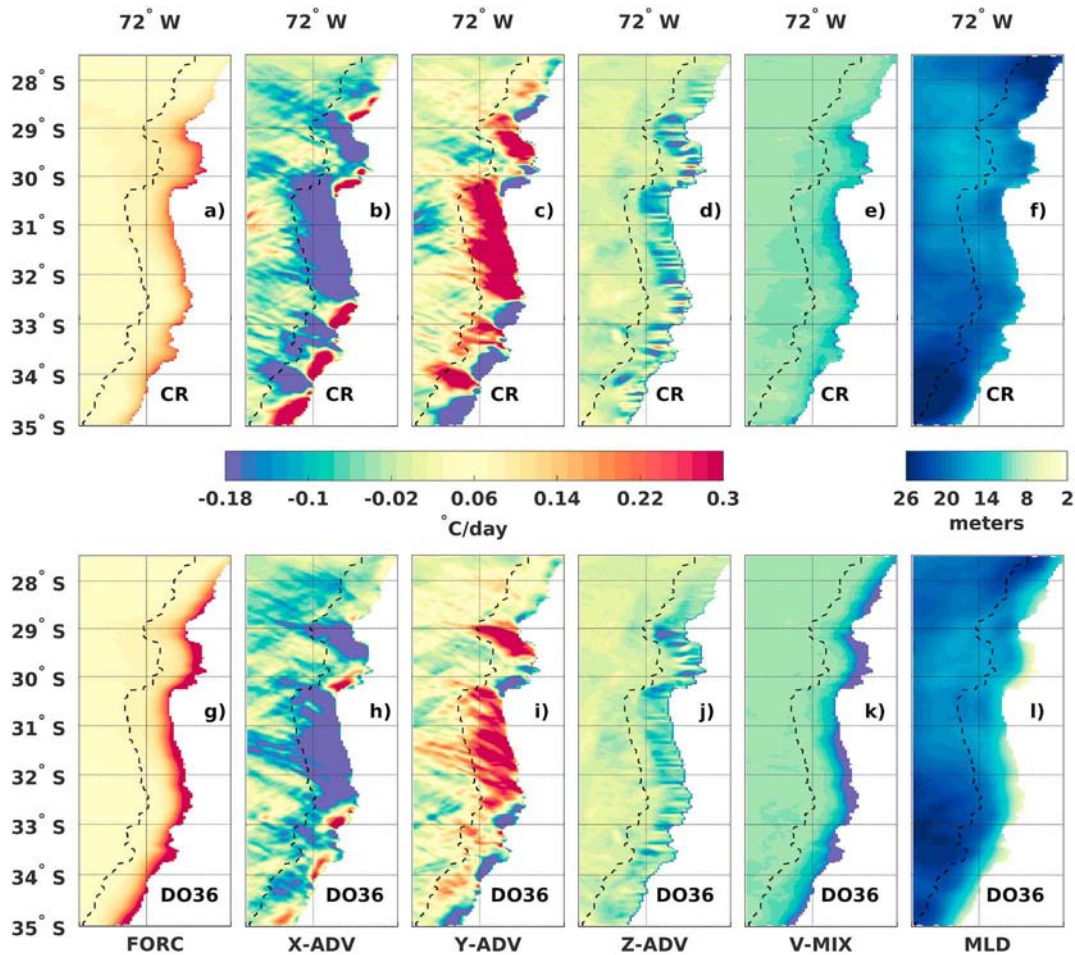 72° W 72° W 72° W 72° W 72° W 72° W
28° S
29° S
30° S
31° S
32° S
33° S
34° S
35° S
a) b) c) d) e) f)
CR CR CR CR CR CR
-0.18 -0.1 -0.02 0.06 0.14 0.22 0.3
°C/day
26 20 14 8 2
meters
28° S
29° S
30° S
31° S
32° S
33° S
34° S
35° S
g) h) i) j) k) l)
DO36 DO36 DO36 DO36 DO36 DO36
FORC X-ADV Y-ADV Z-ADV V-MIX MLD